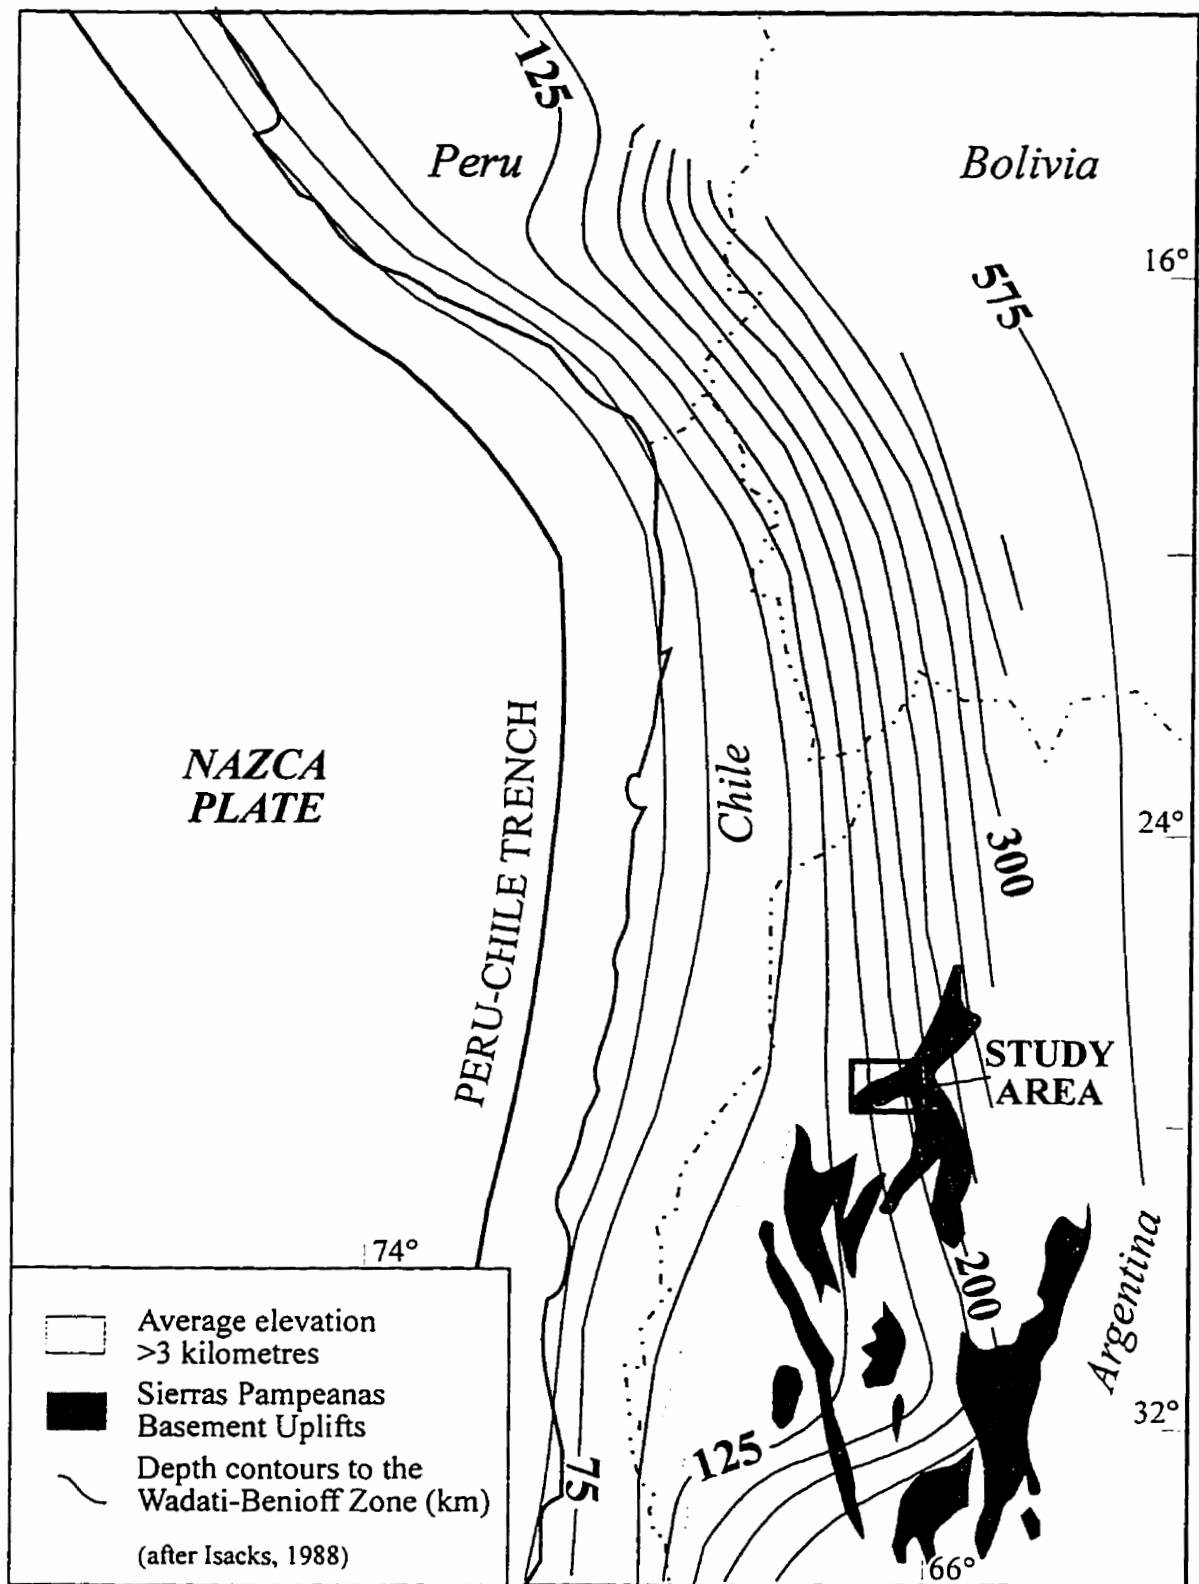 125
Peru
Bolivia
16°
575
NAZCA
PLATE
PERU-CHILE TRENCH
Chile
24°
300
STUDY
AREA
74°
200
Argentina
32°
125
75
66°
Average elevation
>3 kilometres
Sierras Pampeanas
Basement Uplifts
Depth contours to the
Wadati-Benioff Zone (km)
(after Isacks, 1988)